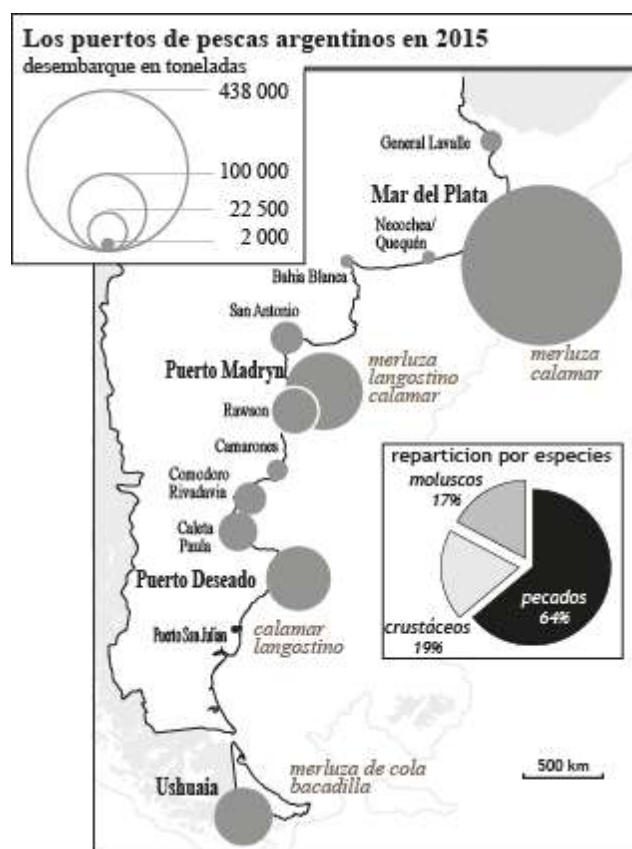 Los puertos de pescas argentinos en 2015
desembarque en toneladas
438 000
100 000
22 500
2 000
General Lavalle
Mar del Plata
Necochea/
Quequén
Bahia Blanca
San Antonio
merluza
calamar
Puerto Madryn
merluza
langostino
calamar
Rawson
Camarones
Comodoro
Rivadavia
Caleta
Paula
Puerto Deseado
calamar
langostino
Puerto San Julian
reparticion por especies
moluscos
17%
pecados
64%
crustáceos
19%
Ushuaia
merluza de cola
bacadilla
500 km